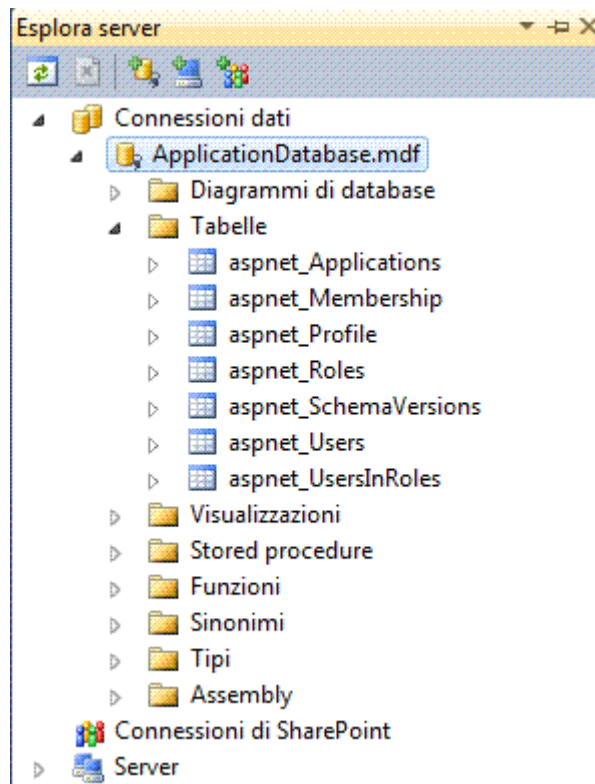 Esplora server
Connessioni dati
ApplicationDatabase.mdf
Diagrammi di database
Tabelle
aspnet_Applications
aspnet_Membership
aspnet_Profile
aspnet_Roles
aspnet_SchemaVersions
aspnet_Users
aspnet_UsersInRoles
Visualizzazioni
Stored procedure
Funzioni
Sinonimi
Tipi
Assembly
Connessioni di SharePoint
Server